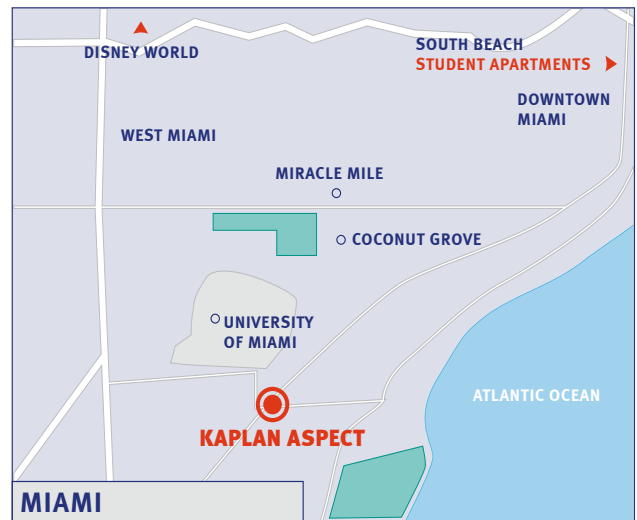 DISNEY WORLD
SOUTH BEACH
STUDENT APARTMENTS
DOWNTOWN
MIAMI
WEST MIAMI
MIRACLE MILE
COCONUT GROVE
UNIVERSITY
OF MIAMI
ATLANTIC OCEAN
KAPLAN ASPECT
MIAMI